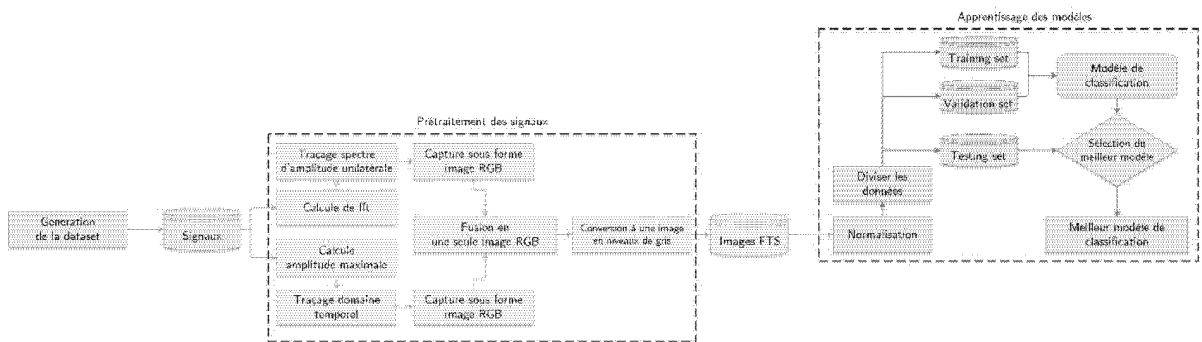 Apprentissage des modèles
Training set
Validation set
Testing set
Modèle de
classification
Sélection du
meilleur modèle
Meilleur modèle de
classification
Diviser les
données
Normalisation
Prétraitement des signaux
Traçage spectre
d'amplitude unilatérale
Capture sous forme
image RGB
Calcule de fft
Generation
de la dataset
Signaux
Fusion en
une seule image RGB
Conversion à une image
en niveaux de gris
Images FTS
Calcule
amplitude maximale
Traçage domaine
temporel
Capture sous forme
image RGB